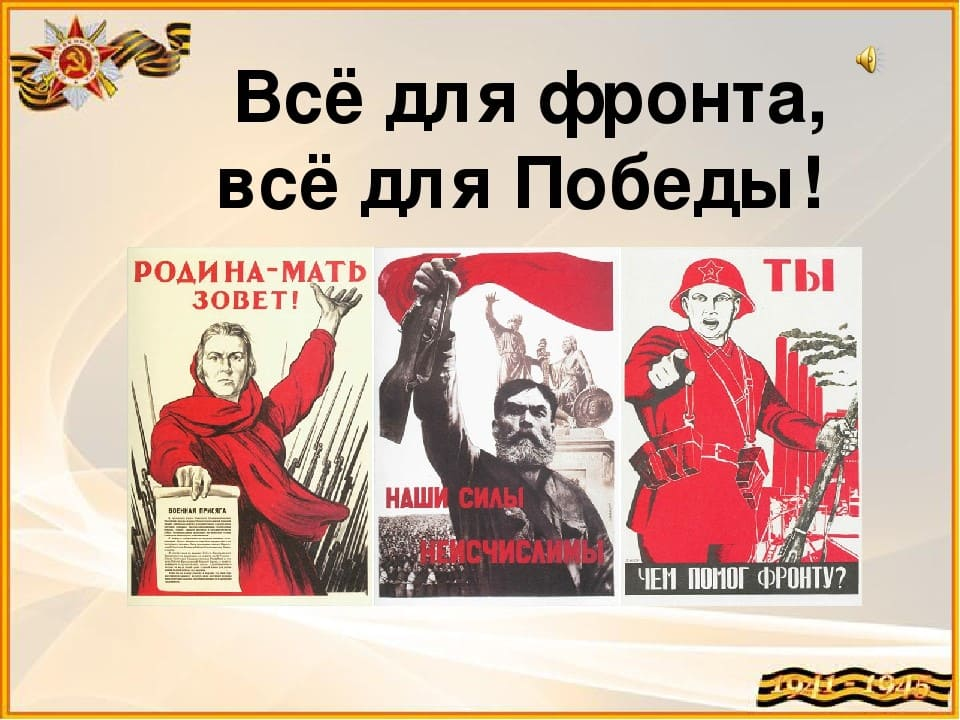 Всё для фронта,
всё для Победы!
РОДИНА-МАТЬ
ЗОВЕТ!
ВОЕННАЯ ПРИСЯГА
НАШИ СИЛЫ
НЕИСЧИСЛИМЫ
ТЫ
ЧЕМ ПОМОГ ФРОНТУ?
1941 - 1945